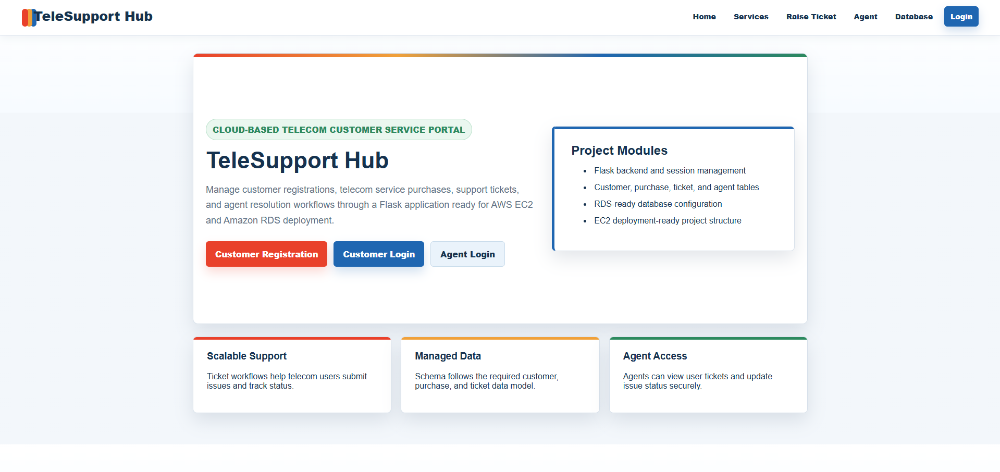 TeleSupport Hub
Home Services Raise Ticket Agent Database Login
CLOUD-BASED TELECOM CUSTOMER SERVICE PORTAL
TeleSupport Hub
Manage customer registrations, telecom service purchases, support tickets,
and agent resolution workflows through a Flask application ready for AWS EC2
and Amazon RDS deployment.
Customer Registration Customer Login Agent Login
Project Modules
• Flask backend and session management
• Customer, purchase, ticket, and agent tables
• RDS-ready database configuration
• EC2 deployment-ready project structure
Scalable Support
Ticket workflows help telecom users submit
issues and track status.
Managed Data
Schema follows the required customer,
purchase, and ticket data model.
Agent Access
Agents can view user tickets and update
issue status securely.